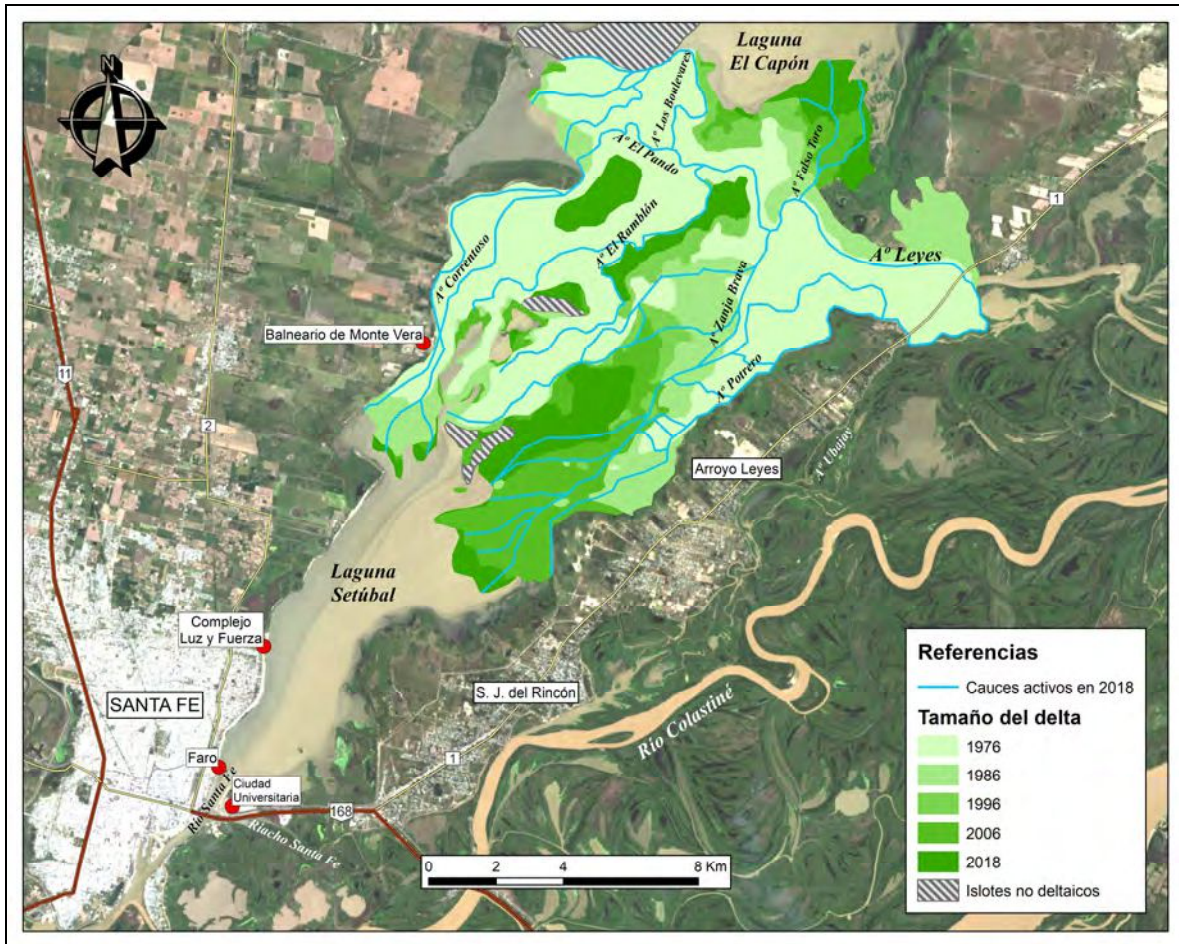 N
Laguna
El Capón
Aº Los Boulevares
Aº El Pando
Aº Falso Toro
1
Aº El Ramblón
Aº Leyes
Aº Correntoso
Aº Zanja Brava
Balneario de Monte Vera
11
Aº Potrero
2
Arroyo Leyes
Aº Ubajay
Laguna
Setúbal
Complejo
Luz y Fuerza
SANTA FE
S. J. del Rincón
Río Colastiné
Faro
Río Santa Fe
Ciudad
Universitaria
1
168
Riacho Santa Fe
0 2 4 8 Km
Referencias
Cauces activos en 2018
Tamaño del delta
1976
1986
1996
2006
2018
Islotes no deltaicos